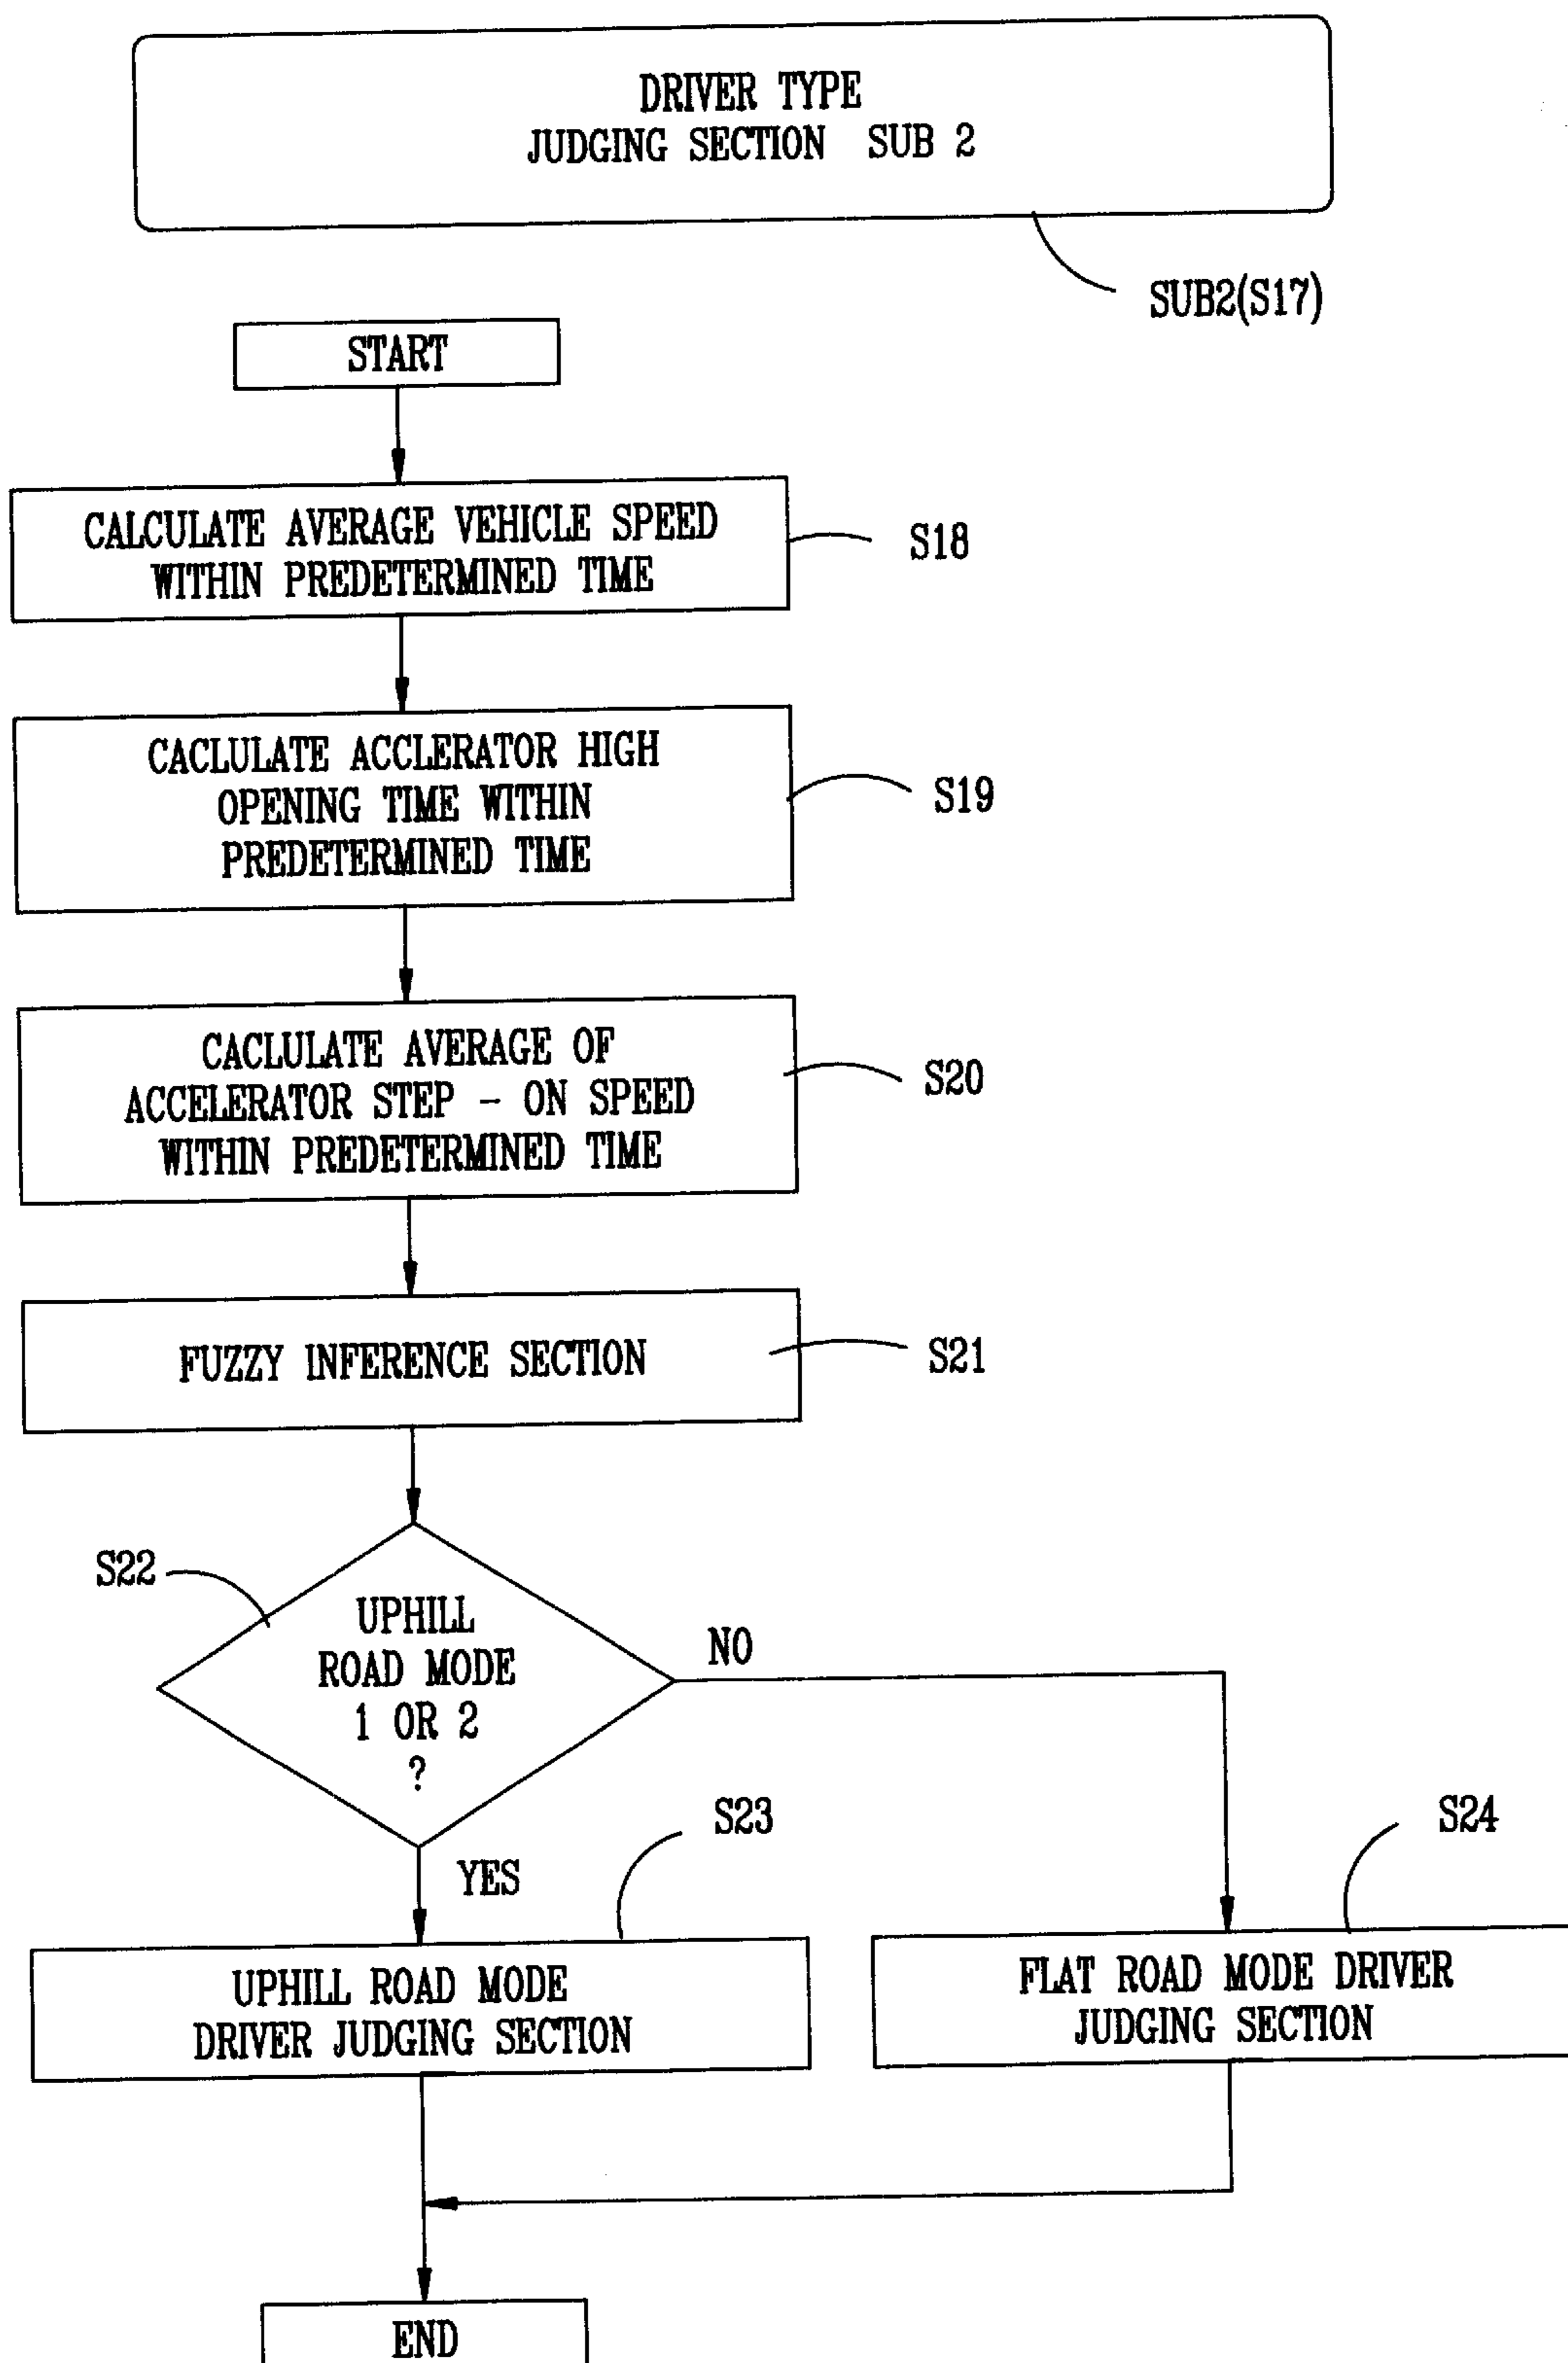 DRIVER TYPE
JUDGING SECTION SUB 2
SUB2(S17)
START
CALCULATE AVERAGE VEHICLE SPEED
WITHIN PREDETERMINED TIME
S18
CACLULATE ACCLERATOR HIGH
OPENING TIME WITHIN
PREDETERMINED TIME
S19
CACLULATE AVERAGE OF
ACCELERATOR STEP - ON SPEED
WITHIN PREDETERMINED TIME
S20
FUZZY INFERENCE SECTION
S21
S22
UPHILL
ROAD MODE
1 OR 2
?
NO
YES
S23
S24
UPHILL ROAD MODE
DRIVER JUDGING SECTION
FLAT ROAD MODE DRIVER
JUDGING SECTION
END